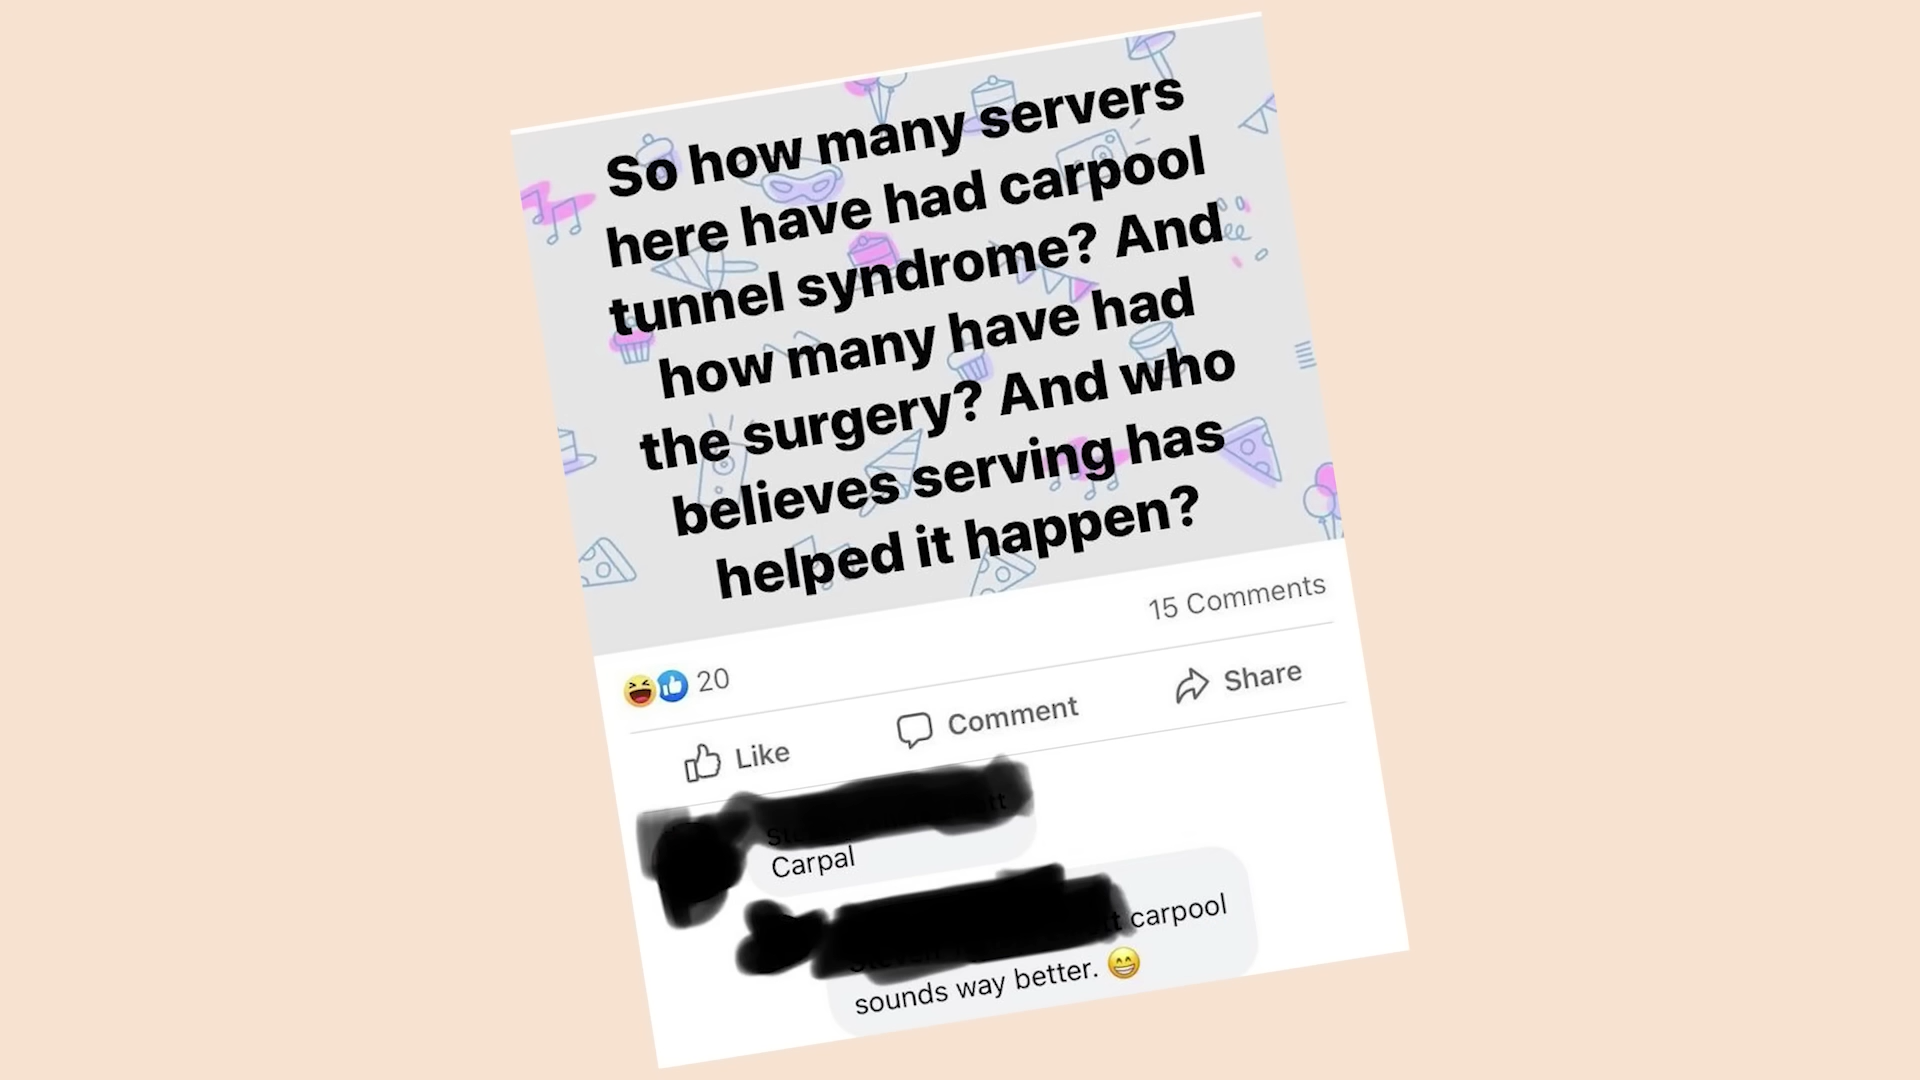 So how many servers
here have had carpool
tunnel syndrome? And
how many have had
the surgery? And who
believes serving has
helped it happen?
15 Comments
20
Like
Comment
Share
Carpal
carpool
sounds way better.